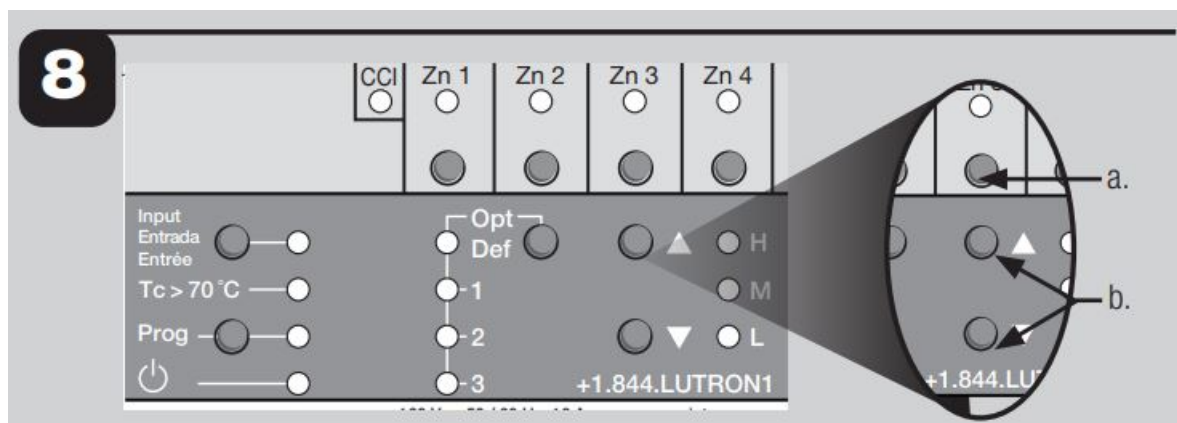 8
CCI Zn 1 Zn 2 Zn 3 Zn 4
a.
Input
Entrada
Entrée
Opt
Def
H
Tc > 70 °C
1
M
b.
Prog
2
L
3
+1.844.LUTRON1
+1.844.LU